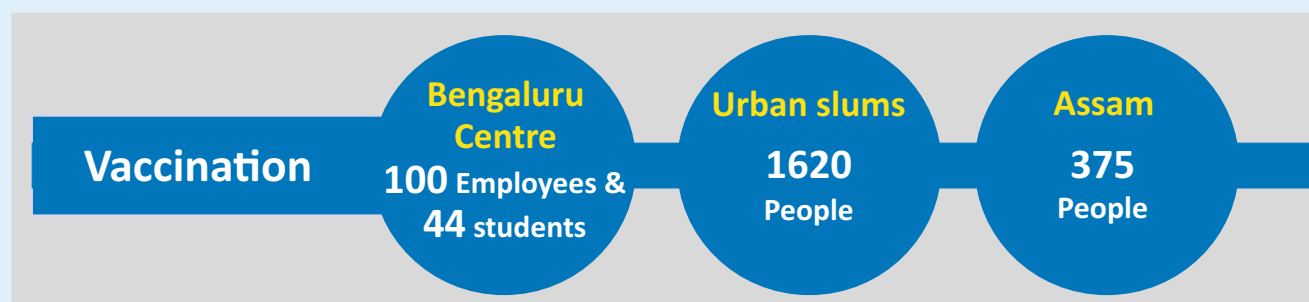 Vaccination
Bengaluru
Centre
100 Employees &
44 students
Urban slums
1620
People
Assam
375
People